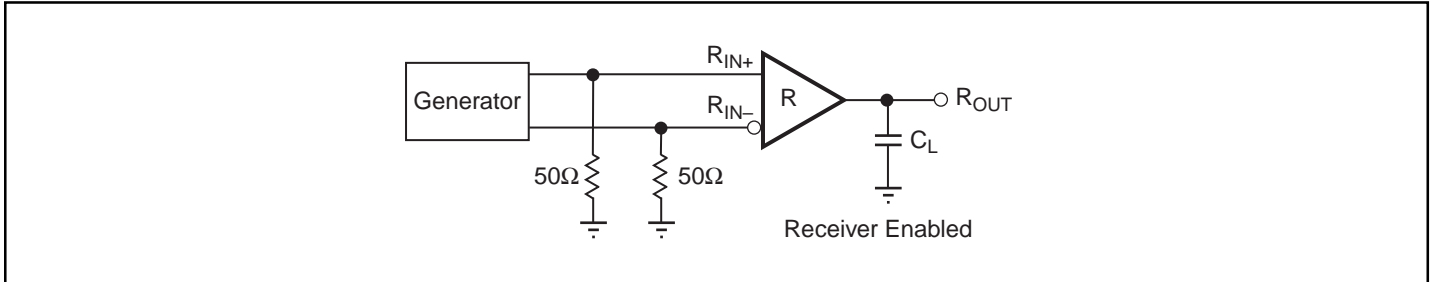 R_IN+
Generator
R
R_OUT
R_IN–
C_L
50Ω
50Ω
Receiver Enabled